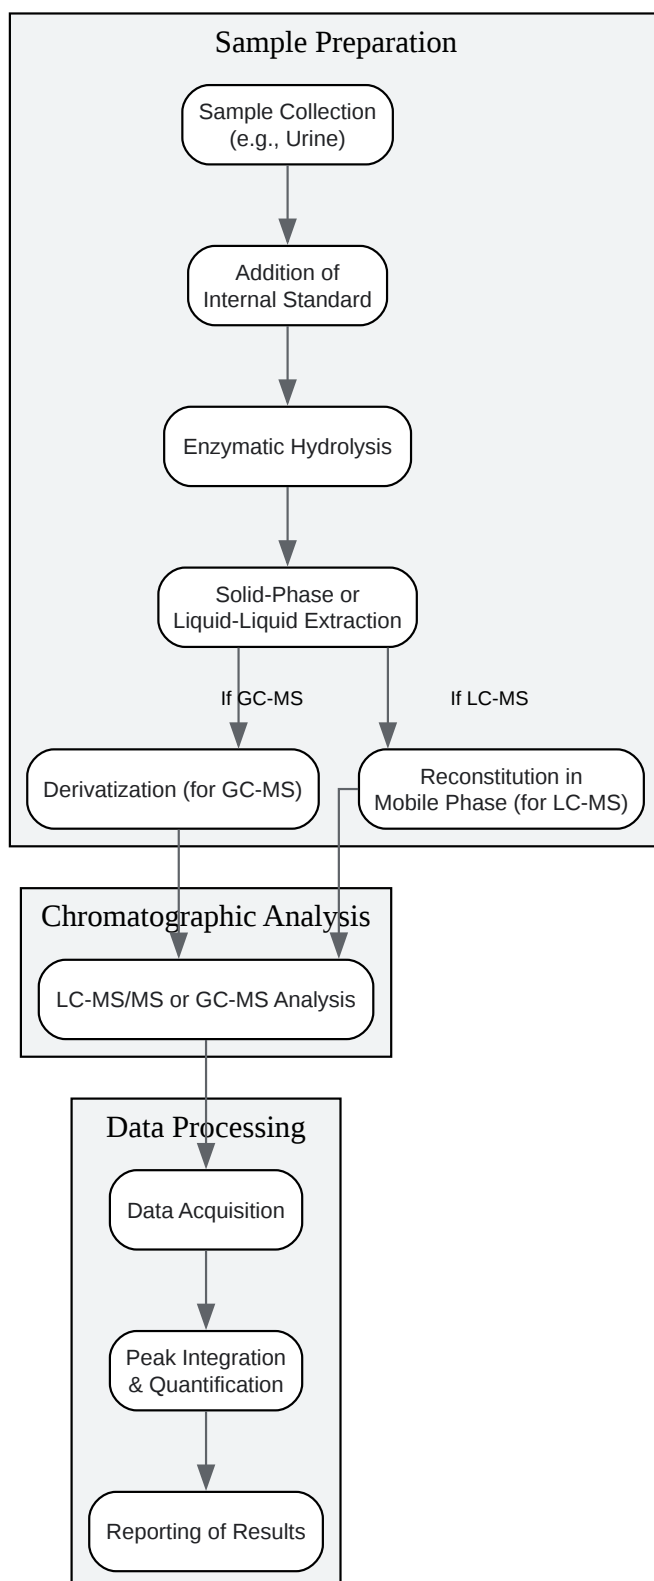 Sample Preparation
Sample Collection
(e.g., Urine)
Addition of
Internal Standard
Enzymatic Hydrolysis
Solid-Phase or
Liquid-Liquid Extraction
If GC-MS
If LC-MS
Derivatization (for GC-MS)
Reconstitution in
Mobile Phase (for LC-MS)
Chromatographic Analysis
LC-MS/MS or GC-MS Analysis
Data Processing
Data Acquisition
Peak Integration
& Quantification
Reporting of Results